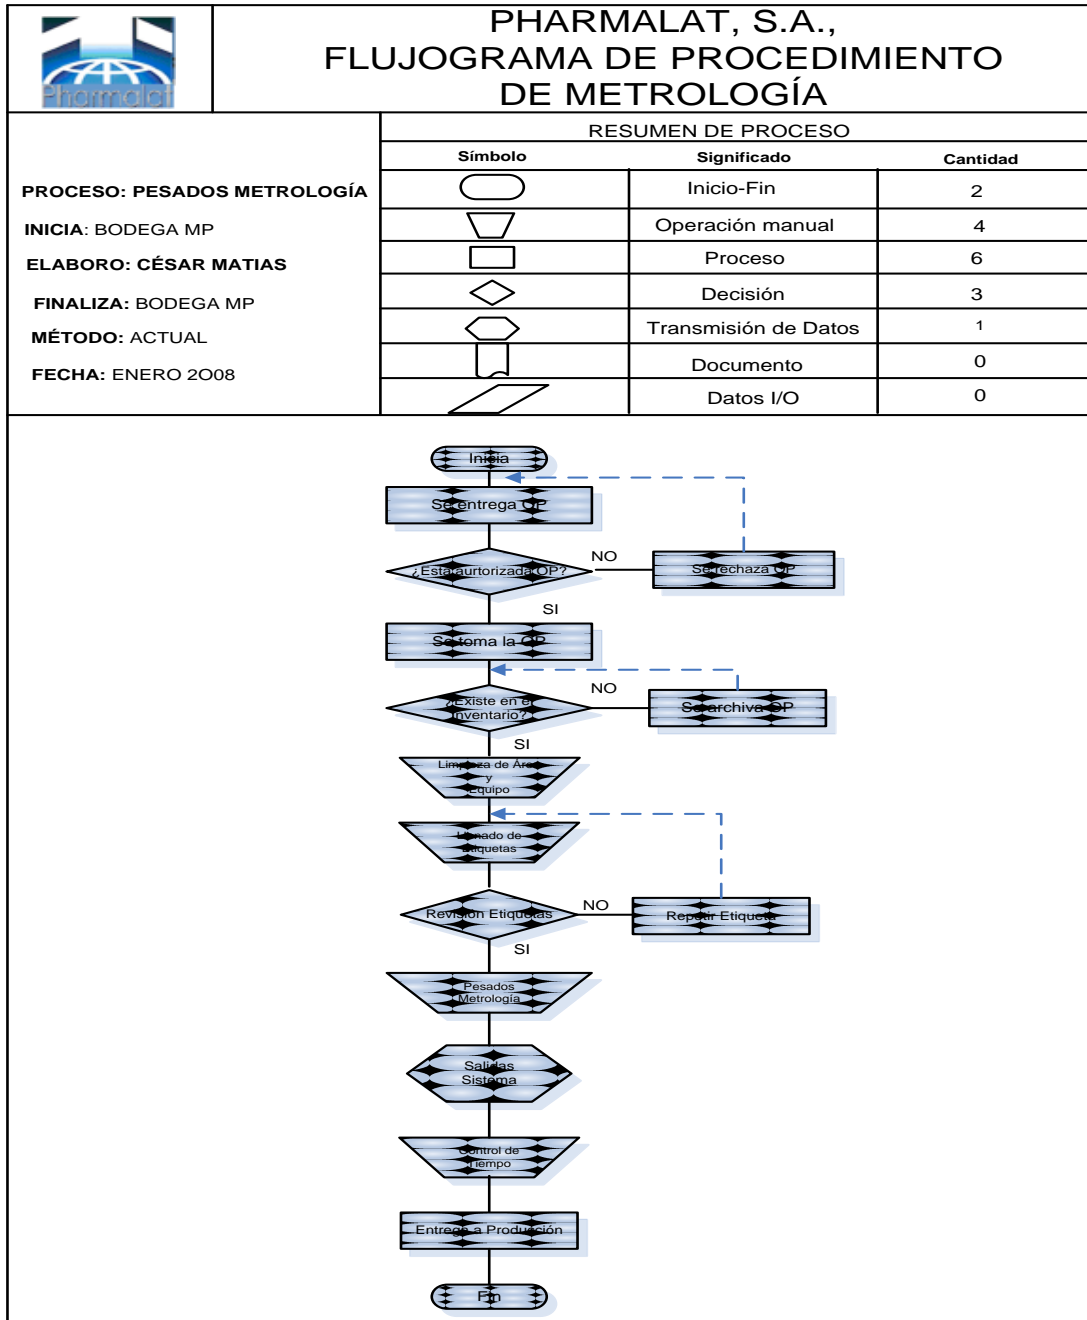 PHARMALAT, S.A.,
FLUJOGRAMA DE PROCEDIMIENTO
DE METROLOGÍA
Pharmalat
PROCESO: PESADOS METROLOGÍA
INICIA: BODEGA MP
ELABORO: CÉSAR MATIAS
FINALIZA: BODEGA MP
MÉTODO: ACTUAL
FECHA: ENERO 2O08
RESUMEN DE PROCESO
Símbolo Significado Cantidad
Inicio-Fin 2
Operación manual 4
Proceso 6
Decisión 3
Transmisión de Datos 1
Documento 0
Datos I/O 0
Inicia
Se entrega OP
¿Esta aurtorizada OP?
NO
Se rechaza OP
SI
Se toma la OP
¿Existe en el
inventario?
NO
Se archiva OP
SI
Limpieza de Área
y
Equipo
Llenado de
Etiquetas
Revisión Etiquetas
NO
Repetir Etiqueta
SI
Pesados
Metrología
Salidas
Sistema
Control de
Tiempo
Entrega a Producción
Fin